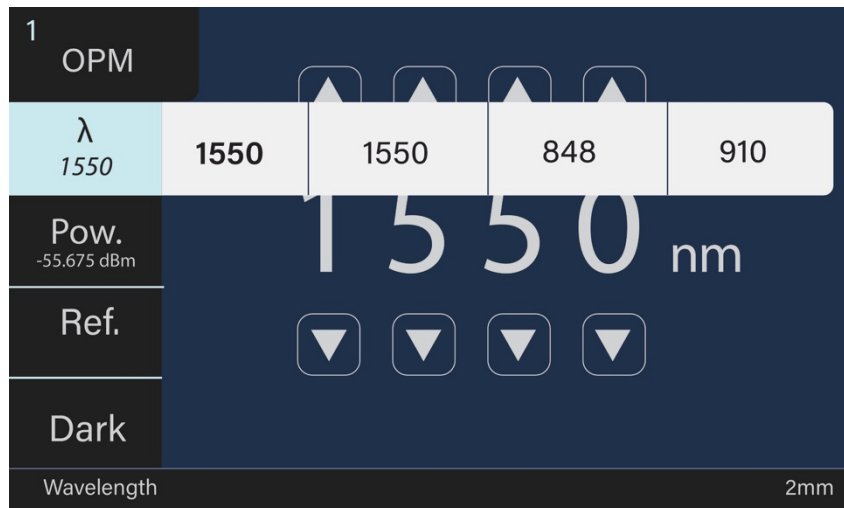 1
OPM
λ
1550
1550
1550
848
910
1550 nm
Pow.
-55.675 dBm
Ref.
Dark
Wavelength
2mm